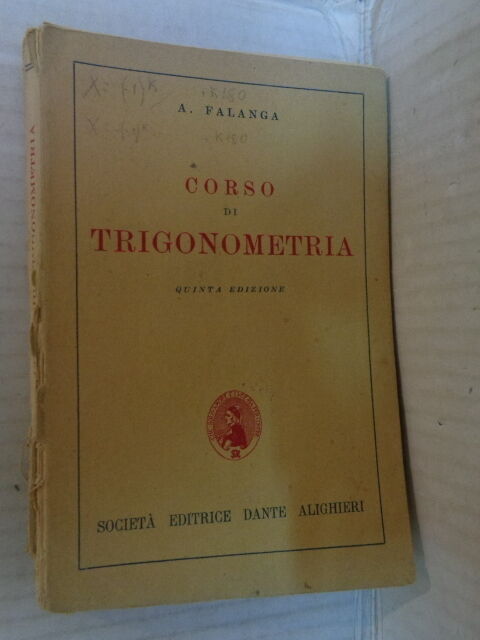 A. FALANGA
CORSO
DI
TRIGONOMETRIA
QUINTA EDIZIONE
SOCIETÀ EDITRICE DANTE ALIGHIERI